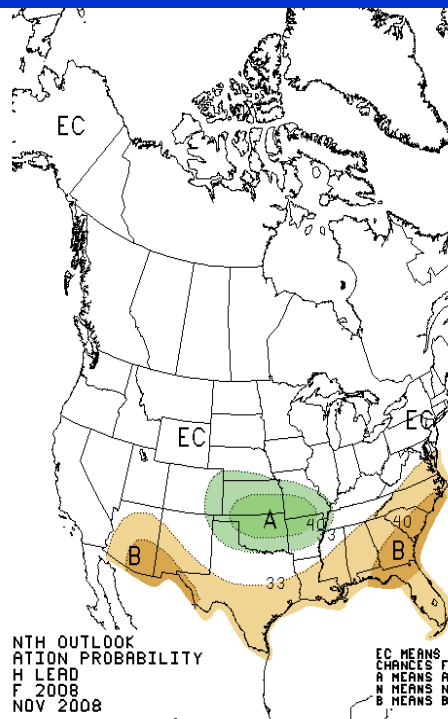 EC
EC
EC
A
40
3
40
B
B
33
NTH OUTLOOK
ATION PROBABILITY
H LEAD
F 2008
NOV 2008
EC MEANS
CHANCES F
A MEANS A
N MEANS N
B MEANS B